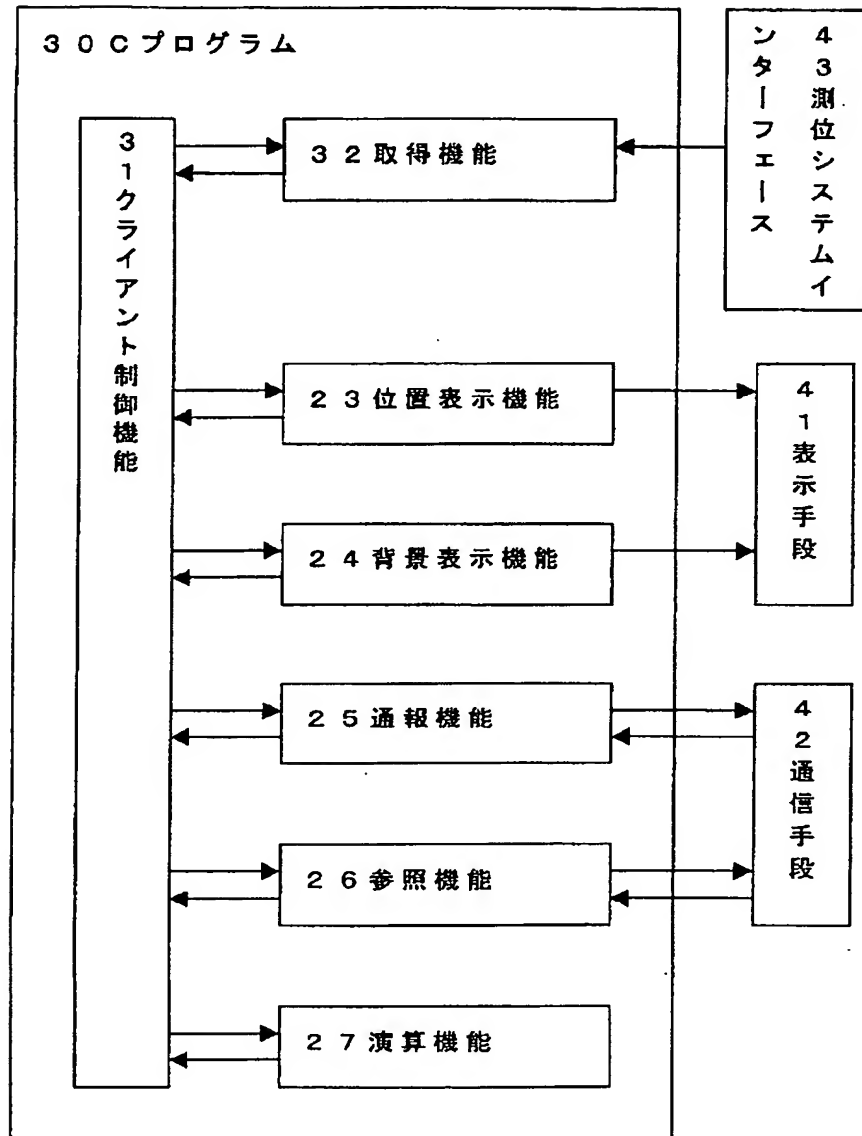 ３０Ｃプログラム
３１クライアント制御機能
３２取得機能
４３測位システムイ
ンターフェース
２３位置表示機能
４１表示手段
２４背景表示機能
２５通報機能
４２通信手段
２６参照機能
２７演算機能